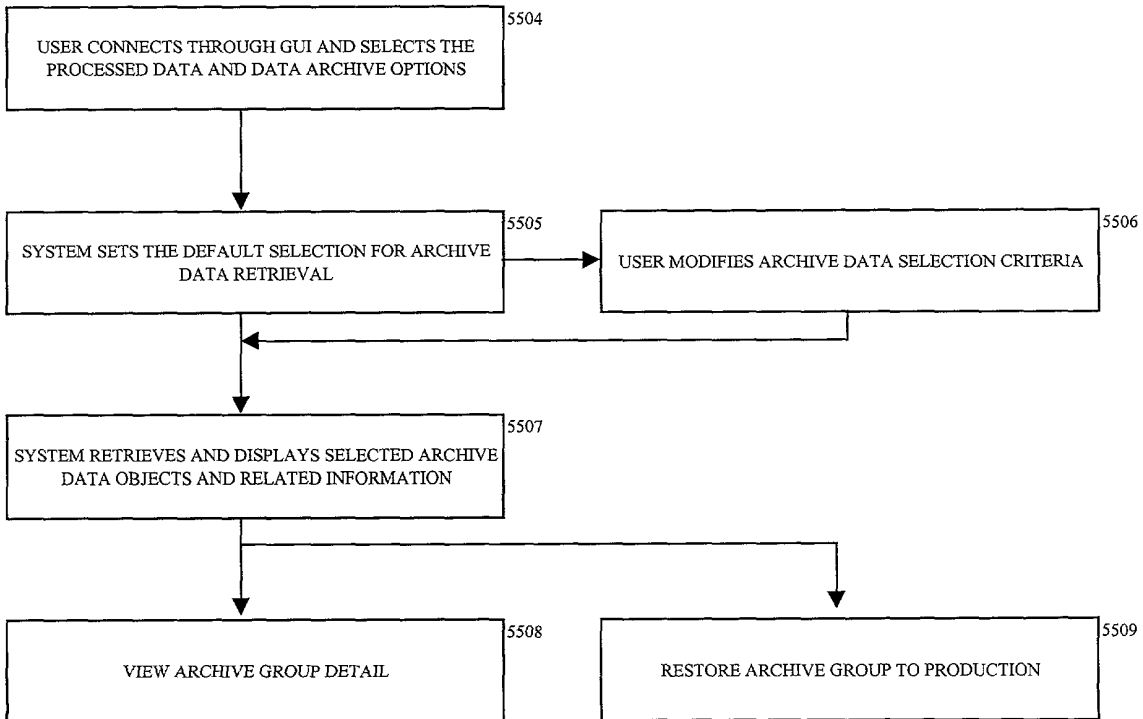 5504
USER CONNECTS THROUGH GUI AND SELECTS THE
PROCESSED DATA AND DATA ARCHIVE OPTIONS
5505
SYSTEM SETS THE DEFAULT SELECTION FOR ARCHIVE
DATA RETRIEVAL
5506
USER MODIFIES ARCHIVE DATA SELECTION CRITERIA
5507
SYSTEM RETRIEVES AND DISPLAYS SELECTED ARCHIVE
DATA OBJECTS AND RELATED INFORMATION
5508
VIEW ARCHIVE GROUP DETAIL
5509
RESTORE ARCHIVE GROUP TO PRODUCTION